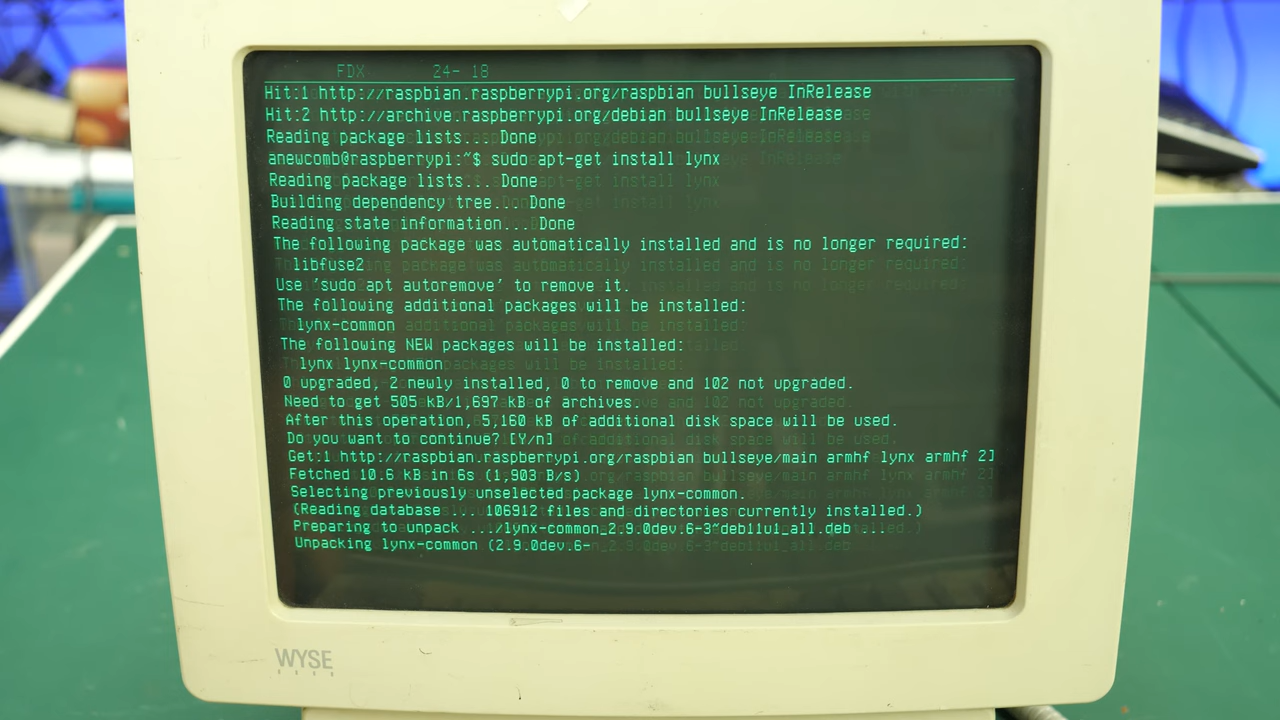 FDX 24- 18
Hit:1 http://raspbian.raspberrypi.org/raspbian bullseye InRelease
Hit:2 http://archive.raspberrypi.org/debian bullseye InRelease
Reading package lists... Done
anewcomb@raspberrypi:~$ sudo apt-get install lynx
Reading package lists... Done
Building dependency tree... Done
Reading state information... Done
The following package was automatically installed and is no longer required:
libfuse2
Use 'sudo apt autoremove' to remove it.
The following additional packages will be installed:
lynx-common
The following NEW packages will be installed:
lynx lynx-common
0 upgraded, 2 newly installed, 0 to remove and 102 not upgraded.
Need to get 505 kB/1,697 kB of archives.
After this operation, 5,160 kB of additional disk space will be used.
Do you want to continue? [Y/n]
Get:1 http://raspbian.raspberrypi.org/raspbian bullseye/main armhf lynx armhf 2]
Fetched 10.6 kB in 6s (1,903 B/s)
Selecting previously unselected package lynx-common.
(Reading database ... 106912 files and directories currently installed.)
Preparing to unpack .../lynx-common_2.9.0dev.6-3~deb11u1_all.deb ...
Unpacking lynx-common (2.9.0dev.6-
WYSE